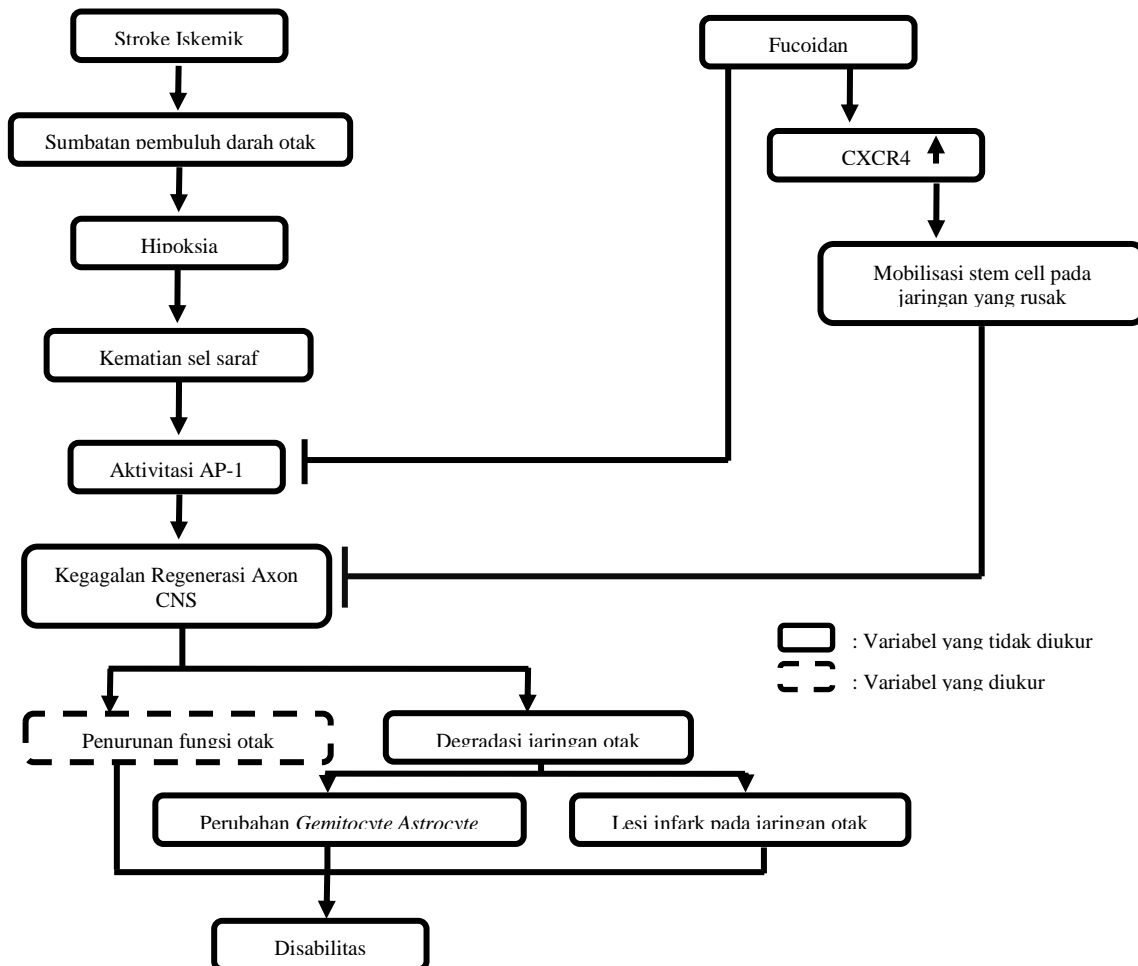 Stroke Iskemik
Fucoidan
Sumbatan pembuluh darah otak
CXCR4
Hipoksia
Mobilisasi stem cell pada
jaringan yang rusak
Kematian sel saraf
Aktivitasi AP-1
Kegagalan Regenerasi Axon
CNS
: Variabel yang tidak diukur
: Variabel yang diukur
Penurunan fungsi otak
Degradasi jaringan otak
Perubahan Gemitocyte Astrocyte
Lesi infark pada jaringan otak
Disabilitas